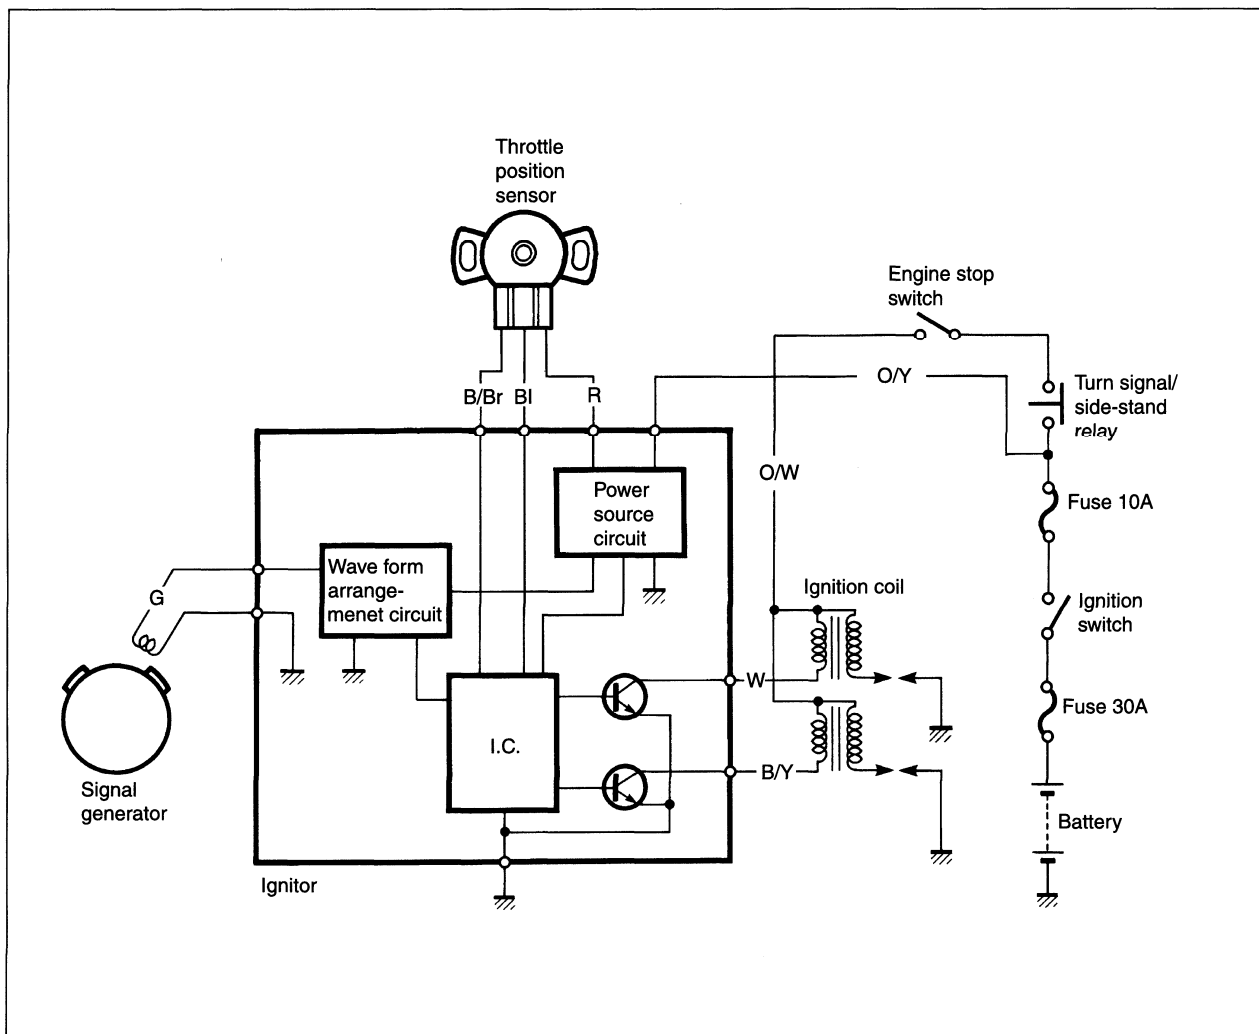 Throttle
position
sensor
Engine stop
switch
O/Y
Turn signal/
side-stand
relay
B/Br
Bl
R
O/W
Power
source
circuit
Fuse 10A
Wave form
arrange-
menet circuit
G
Ignition coil
Ignition
switch
W
Fuse 30A
I.C.
B/Y
Signal
generator
Battery
Ignitor